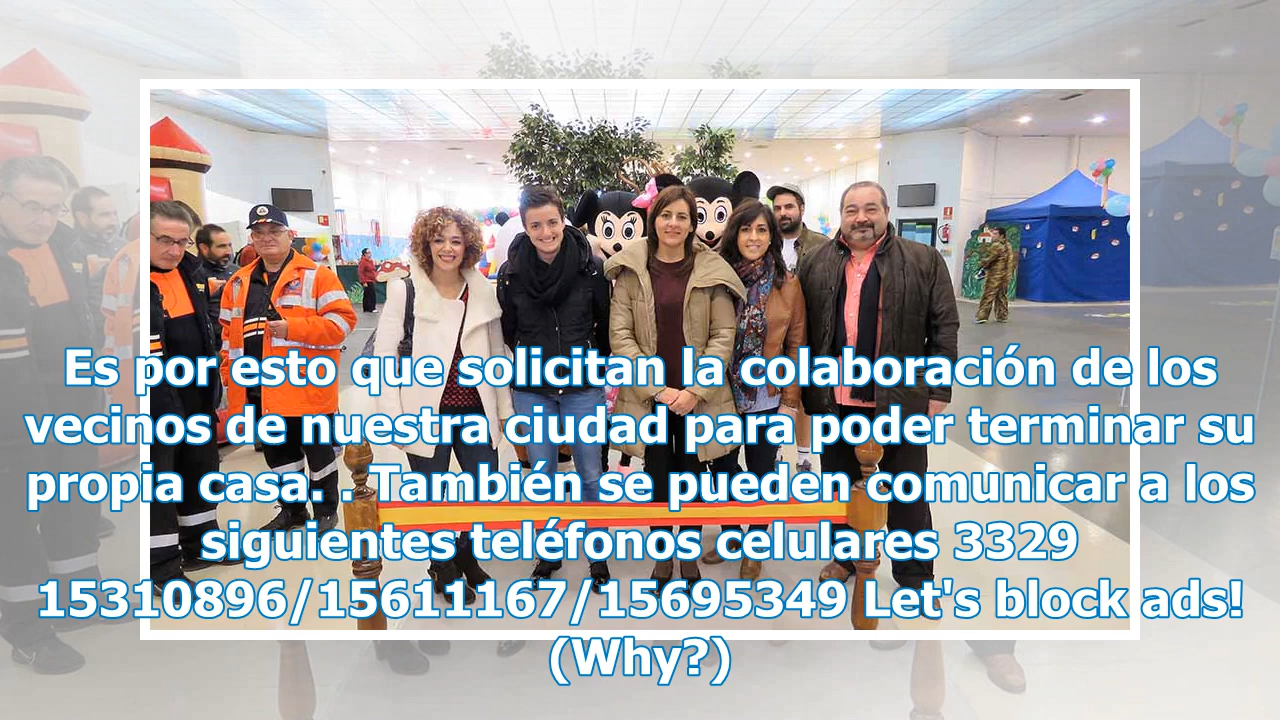 Es por esto que solicitan la colaboración de los
vecinos de nuestra ciudad para poder terminar su
propia casa. . También se pueden comunicar a los
siguientes teléfonos celulares 3329
15310896/15611167/15695349 Let's block ads!
(Why?)